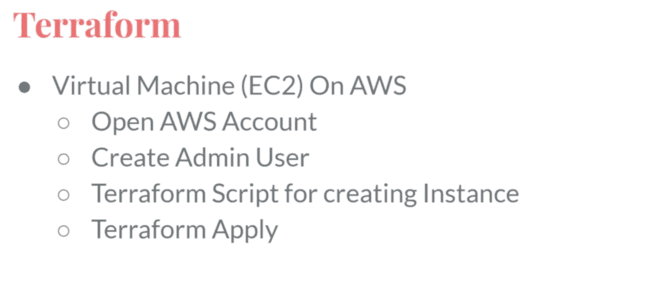 Terraform
● Virtual Machine (EC2) On AWS
○ Open AWS Account
○ Create Admin User
○ Terraform Script for creating Instance
○ Terraform Apply